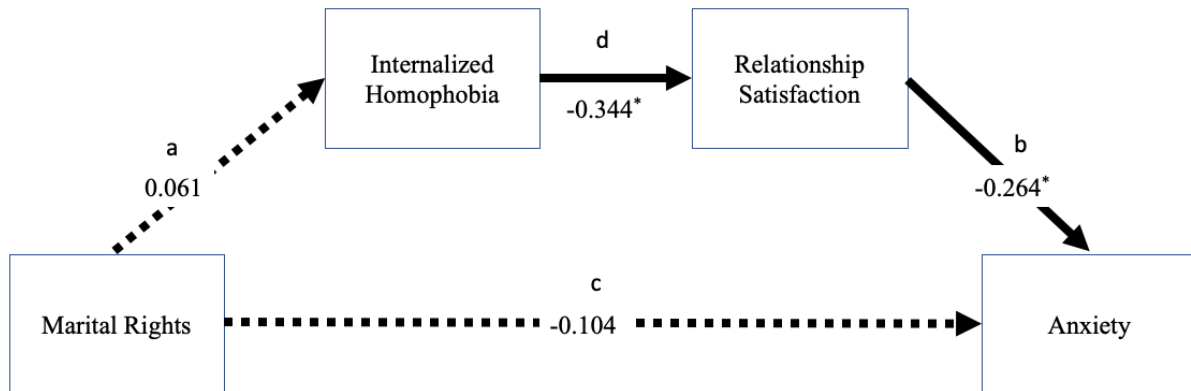 Internalized
Homophobia
d
-0.344*
Relationship
Satisfaction
a
0.061
b
-0.264*
Marital Rights
c
-0.104
Anxiety